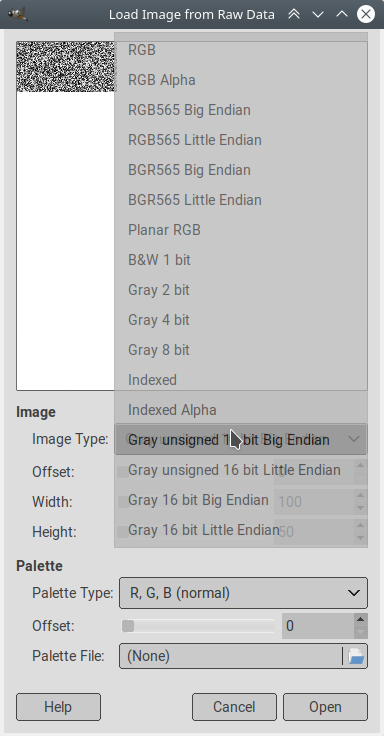 Load Image from Raw Data
RGB
RGB Alpha
RGB565 Big Endian
RGB565 Little Endian
BGR565 Big Endian
BGR565 Little Endian
Planar RGB
B&W 1 bit
Gray 2 bit
Gray 4 bit
Gray 8 bit
Indexed
Indexed Alpha
Image
Image Type: Gray unsigned 16 bit Big Endian
Offset: Gray unsigned 16 bit Little Endian
Width: Gray 16 bit Big Endian 100
Height: Gray 16 bit Little Endian 50
Palette
Palette Type: R, G, B (normal)
Offset: 0
Palette File: (None)
Help Cancel Open